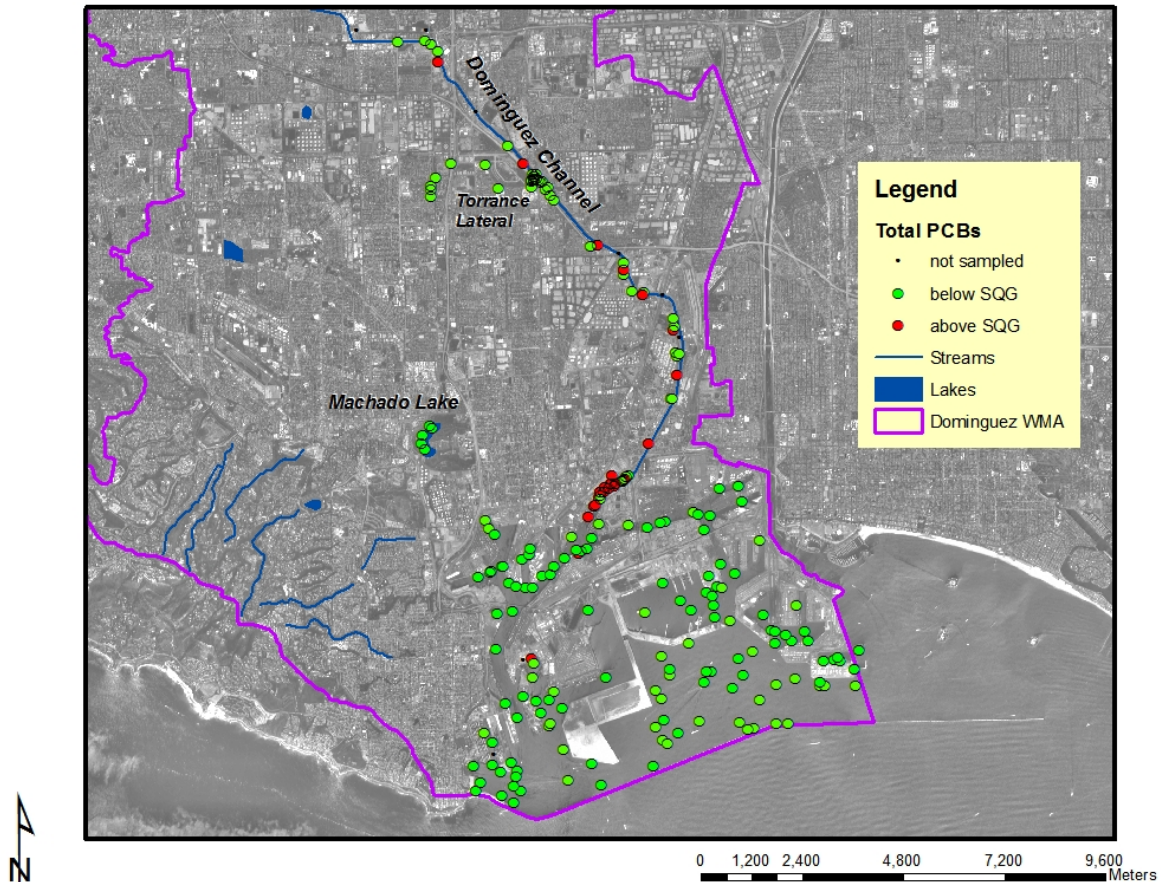 Dominguez Channel
Torrance
Lateral
Machado Lake
Legend
Total PCBs
not sampled
below SQG
above SQG
Streams
Lakes
Dominguez WMA
N
0 1,200 2,400 4,800 7,200 9,600
Meters